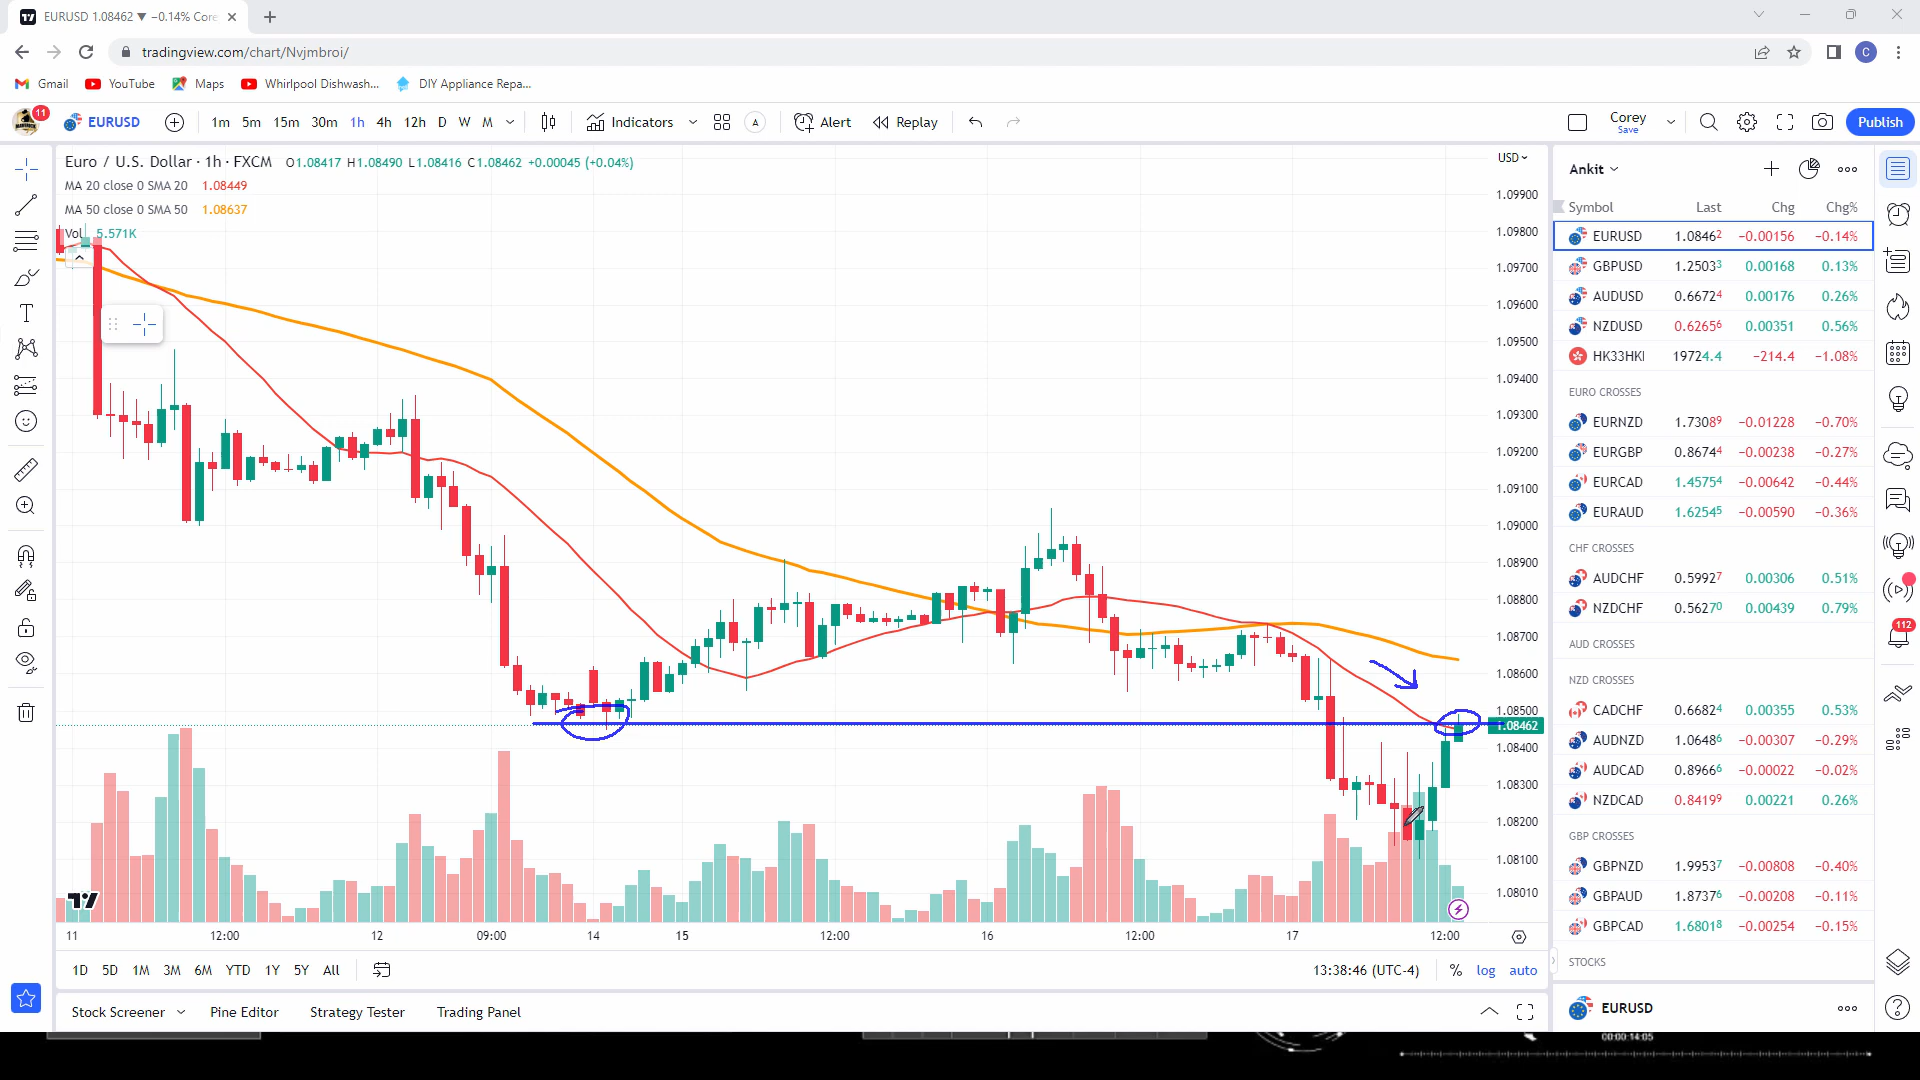 EURUSD 1.08462 ▼ −0.14% Core
tradingview.com/chart/Nvjmbroi/
C
Gmail YouTube Maps Whirlpool Dishwash... DIY Appliance Repa...
11 EURUSD 1m 5m 15m 30m 1h 4h 12h D W M Indicators A Alert Replay Corey Save Publish
Euro / U.S. Dollar · 1h · FXCM O1.08417 H1.08490 L1.08416 C1.08462 +0.00045 (+0.04%)
MA 20 close 0 SMA 20 1.08449
MA 50 close 0 SMA 50 1.08637
Vol 5.571K
USD
1.09900
1.09800
1.09700
1.09600
1.09500
1.09400
1.09300
1.09200
1.09100
1.09000
1.08900
1.08800
1.08700
1.08600
1.08500
1.08462
1.08400
1.08300
1.08200
1.08100
1.08010
11 12:00 12 09:00 14 15 12:00 16 12:00 17 12:00
1D 5D 1M 3M 6M YTD 1Y 5Y All 13:38:46 (UTC-4) % log auto
Stock Screener Pine Editor Strategy Tester Trading Panel
Ankit
Symbol Last Chg Chg%
EURUSD 1.08462 −0.00156 −0.14%
GBPUSD 1.25033 0.00168 0.13%
AUDUSD 0.66724 0.00176 0.26%
NZDUSD 0.62656 0.00351 0.56%
HK33HKD 19724.4 −214.4 −1.08%
EURO CROSSES
EURNZD 1.73089 −0.01228 −0.70%
EURGBP 0.86744 −0.00238 −0.27%
EURCAD 1.45754 −0.00642 −0.44%
EURAUD 1.62545 −0.00590 −0.36%
CHF CROSSES
AUDCHF 0.59927 0.00306 0.51%
NZDCHF 0.56270 0.00439 0.79%
AUD CROSSES
NZD CROSSES
CADCHF 0.66824 0.00355 0.53%
AUDNZD 1.06486 −0.00307 −0.29%
AUDCAD 0.89666 −0.00022 −0.02%
NZDCAD 0.84199 0.00221 0.26%
GBP CROSSES
GBPNZD 1.99537 −0.00808 −0.40%
GBPAUD 1.87376 −0.00208 −0.11%
GBPCAD 1.68018 −0.00254 −0.15%
STOCKS
EURUSD
112
00:00:14:05